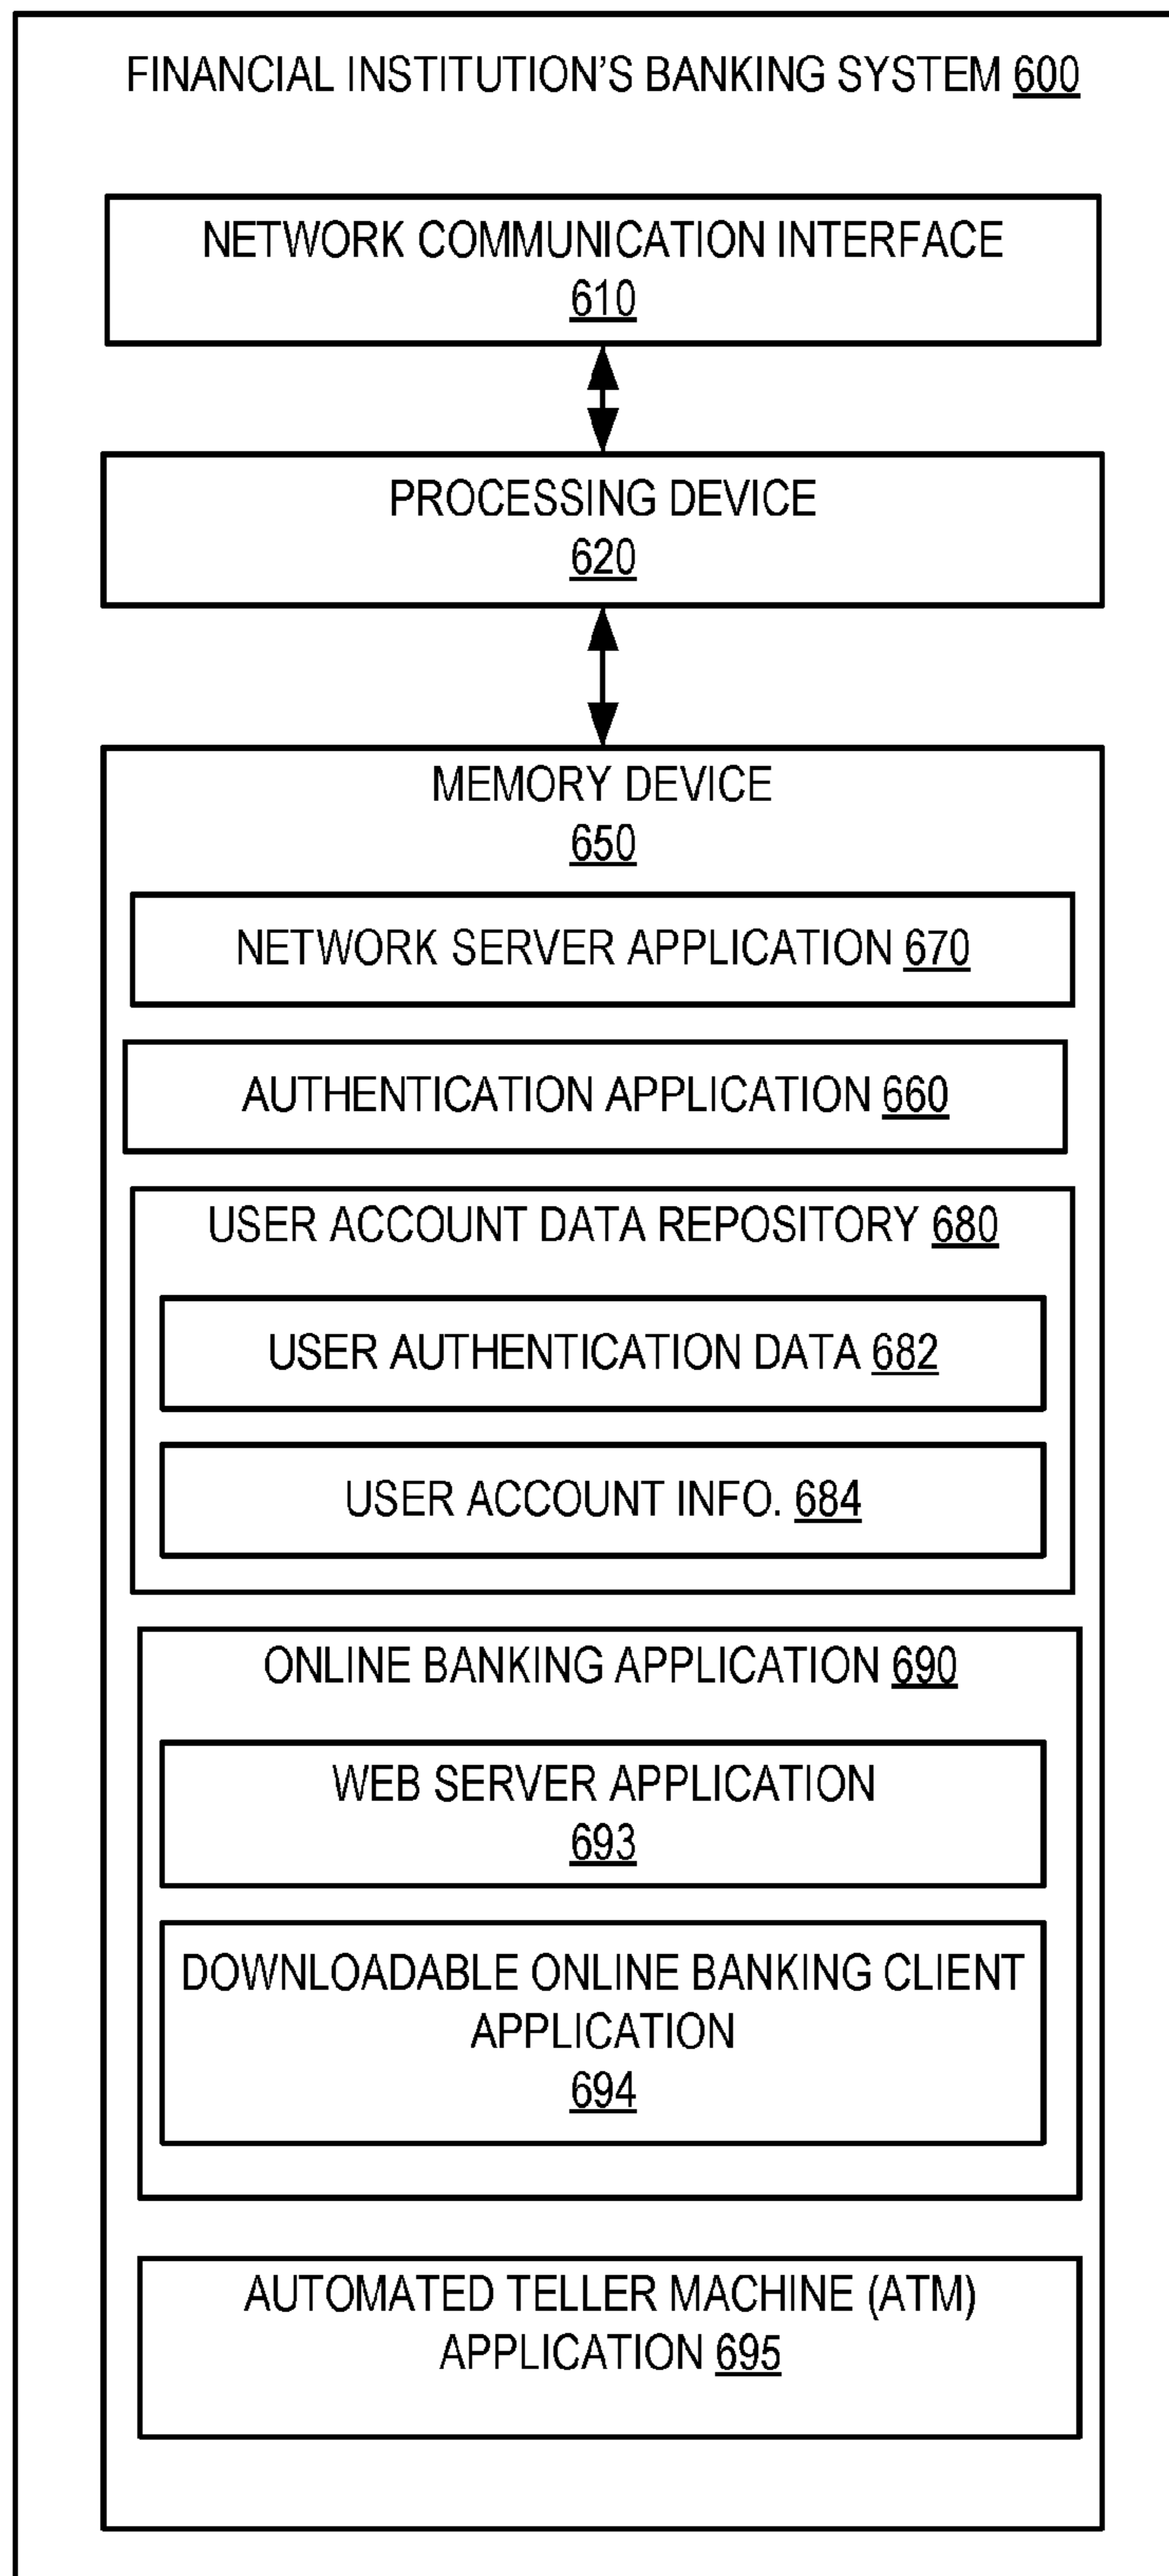 FINANCIAL INSTITUTION'S BANKING SYSTEM 600
NETWORK COMMUNICATION INTERFACE
610
PROCESSING DEVICE
620
MEMORY DEVICE
650
NETWORK SERVER APPLICATION 670
AUTHENTICATION APPLICATION 660
USER ACCOUNT DATA REPOSITORY 680
USER AUTHENTICATION DATA 682
USER ACCOUNT INFO. 684
ONLINE BANKING APPLICATION 690
WEB SERVER APPLICATION
693
DOWNLOADABLE ONLINE BANKING CLIENT
APPLICATION
694
AUTOMATED TELLER MACHINE (ATM)
APPLICATION 695